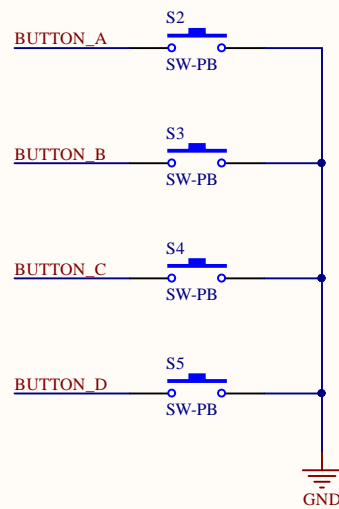 S2
BUTTON_A
SW-PB
S3
BUTTON_B
SW-PB
S4
BUTTON_C
SW-PB
S5
BUTTON_D
SW-PB
GND